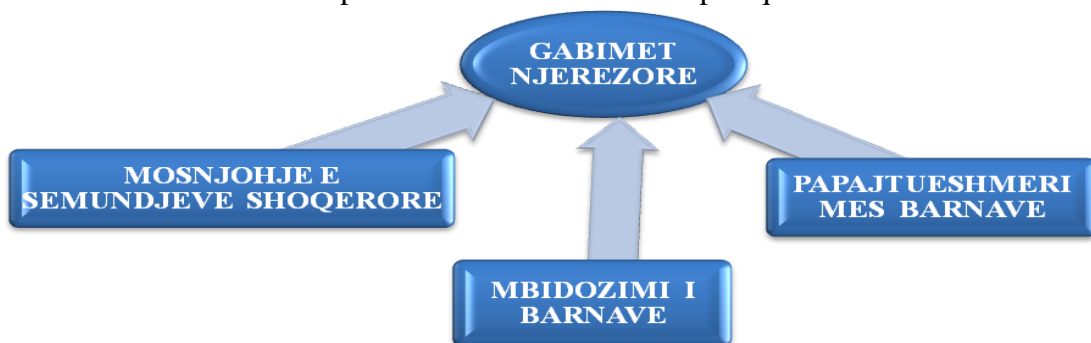 GABIMET
NJEREZORE
MOSNJOHJE E
SEMUNDJEVE SHOQERORE
PAPAJTUESHMERI
MES BARNAVE
MBIDOZIMI I
BARNAVE